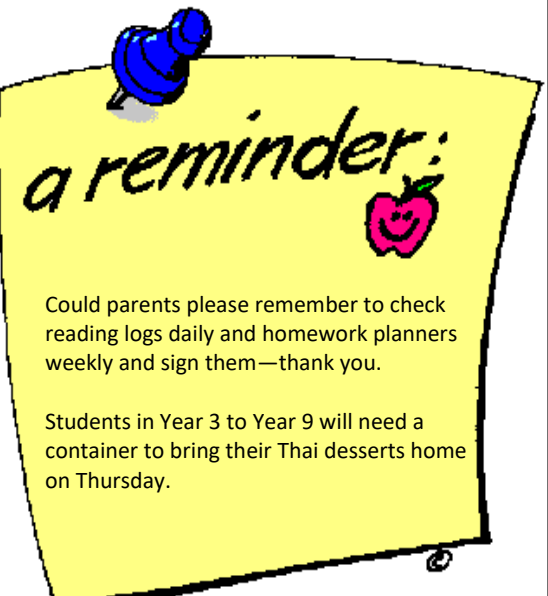 a reminder:
Could parents please remember to check
reading logs daily and homework planners
weekly and sign them—thank you.
Students in Year 3 to Year 9 will need a
container to bring their Thai desserts home
on Thursday.
©